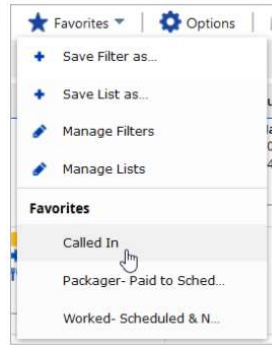 Favorites Options
Save Filter as...
Save List as...
Manage Filters
Manage Lists
Favorites
Called In
Packager- Paid to Sched...
Worked- Scheduled & N...